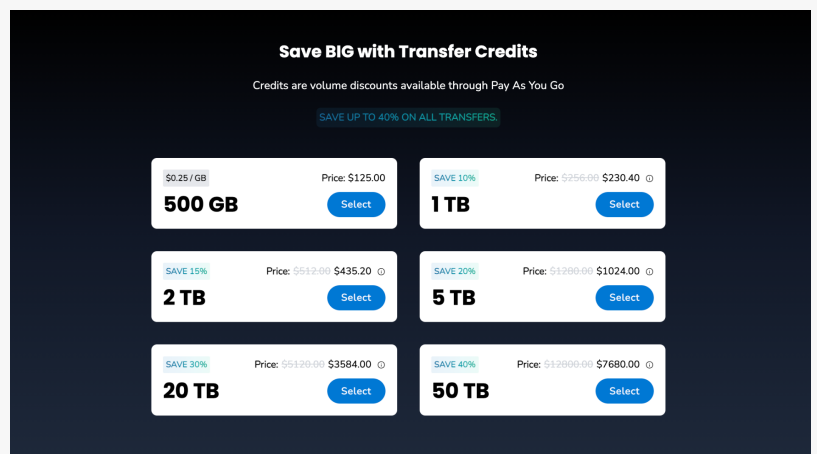 Save BIG with Transfer Credits
Credits are volume discounts available through Pay As You Go
SAVE UP TO 40% ON ALL TRANSFERS.
$0.25 / GB
Price: $125.00
500 GB
Select
SAVE 10%
Price: $256.00 $230.40
1 TB
Select
SAVE 15%
Price: $512.00 $435.20
2 TB
Select
SAVE 20%
Price: $1280.00 $1024.00
5 TB
Select
SAVE 30%
Price: $5120.00 $3584.00
20 TB
Select
SAVE 40%
Price: $12800.00 $7680.00
50 TB
Select